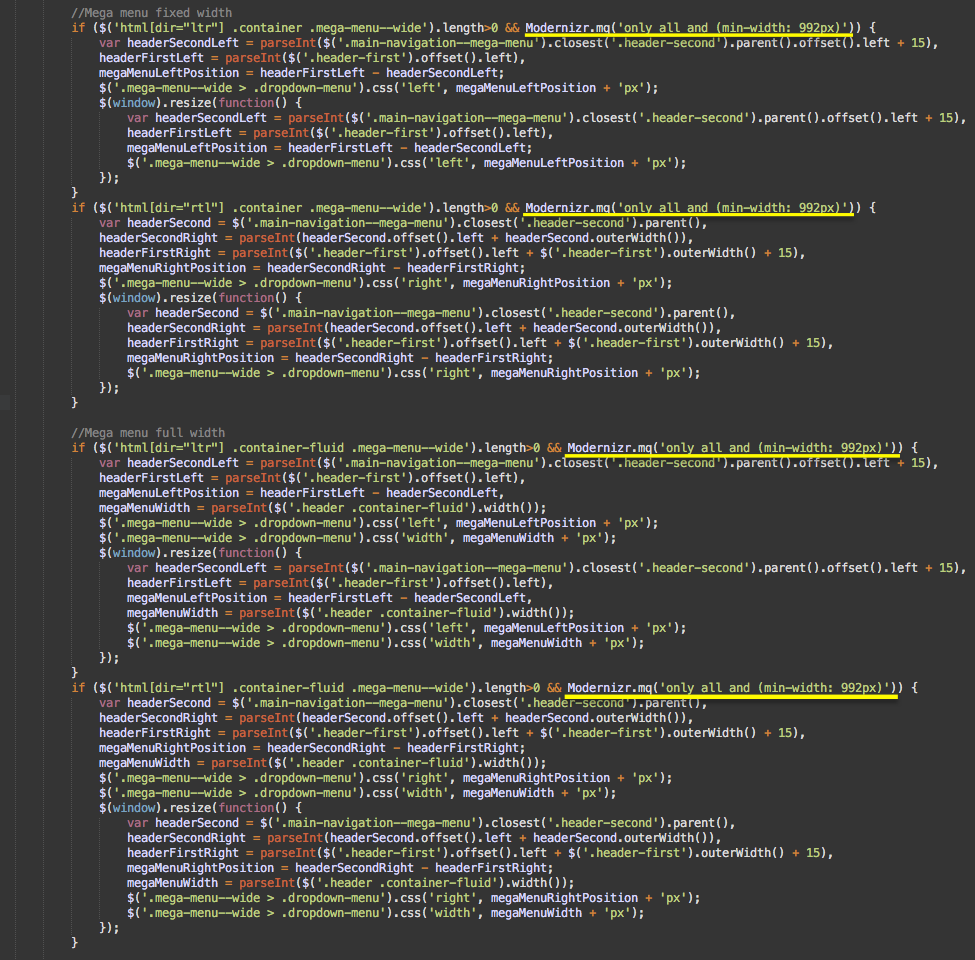 //Mega menu fixed width
if ($('html[dir="ltr"] .container .mega-menu--wide').length>0 && Modernizr.mq('only all and (min-width: 992px)')) {
var headerSecondLeft = parseInt($('.main-navigation--mega-menu').closest('.header-second').parent().offset().left + 15),
headerFirstLeft = parseInt($('.header-first').offset().left),
megaMenuLeftPosition = headerFirstLeft - headerSecondLeft;
$('.mega-menu--wide > .dropdown-menu').css('left', megaMenuLeftPosition + 'px');
$(window).resize(function() {
var headerSecondLeft = parseInt($('.main-navigation--mega-menu').closest('.header-second').parent().offset().left + 15),
headerFirstLeft = parseInt($('.header-first').offset().left),
megaMenuLeftPosition = headerFirstLeft - headerSecondLeft;
$('.mega-menu--wide > .dropdown-menu').css('left', megaMenuLeftPosition + 'px');
});
}
if ($('html[dir="rtl"] .container .mega-menu--wide').length>0 && Modernizr.mq('only all and (min-width: 992px)')) {
var headerSecond = $('.main-navigation--mega-menu').closest('.header-second').parent(),
headerSecondRight = parseInt(headerSecond.offset().left + headerSecond.outerWidth()),
headerFirstRight = parseInt($('.header-first').offset().left + $('.header-first').outerWidth() + 15),
megaMenuRightPosition = headerSecondRight - headerFirstRight;
$('.mega-menu--wide > .dropdown-menu').css('right', megaMenuRightPosition + 'px');
$(window).resize(function() {
var headerSecond = $('.main-navigation--mega-menu').closest('.header-second').parent(),
headerSecondRight = parseInt(headerSecond.offset().left + headerSecond.outerWidth()),
headerFirstRight = parseInt($('.header-first').offset().left + $('.header-first').outerWidth() + 15),
megaMenuRightPosition = headerSecondRight - headerFirstRight;
$('.mega-menu--wide > .dropdown-menu').css('right', megaMenuRightPosition + 'px');
});
}
//Mega menu full width
if ($('html[dir="ltr"] .container-fluid .mega-menu--wide').length>0 && Modernizr.mq('only all and (min-width: 992px)')) {
var headerSecondLeft = parseInt($('.main-navigation--mega-menu').closest('.header-second').parent().offset().left + 15),
headerFirstLeft = parseInt($('.header-first').offset().left),
megaMenuLeftPosition = headerFirstLeft - headerSecondLeft,
megaMenuWidth = parseInt($('.header .container-fluid').width());
$('.mega-menu--wide > .dropdown-menu').css('left', megaMenuLeftPosition + 'px');
$('.mega-menu--wide > .dropdown-menu').css('width', megaMenuWidth + 'px');
$(window).resize(function() {
var headerSecondLeft = parseInt($('.main-navigation--mega-menu').closest('.header-second').parent().offset().left + 15),
headerFirstLeft = parseInt($('.header-first').offset().left),
megaMenuLeftPosition = headerFirstLeft - headerSecondLeft,
megaMenuWidth = parseInt($('.header .container-fluid').width());
$('.mega-menu--wide > .dropdown-menu').css('left', megaMenuLeftPosition + 'px');
$('.mega-menu--wide > .dropdown-menu').css('width', megaMenuWidth + 'px');
});
}
if ($('html[dir="rtl"] .container-fluid .mega-menu--wide').length>0 && Modernizr.mq('only all and (min-width: 992px)')) {
var headerSecond = $('.main-navigation--mega-menu').closest('.header-second').parent(),
headerSecondRight = parseInt(headerSecond.offset().left + headerSecond.outerWidth()),
headerFirstRight = parseInt($('.header-first').offset().left + $('.header-first').outerWidth() + 15),
megaMenuRightPosition = headerSecondRight - headerFirstRight;
megaMenuWidth = parseInt($('.header .container-fluid').width());
$('.mega-menu--wide > .dropdown-menu').css('right', megaMenuRightPosition + 'px');
$('.mega-menu--wide > .dropdown-menu').css('width', megaMenuWidth + 'px');
$(window).resize(function() {
var headerSecond = $('.main-navigation--mega-menu').closest('.header-second').parent(),
headerSecondRight = parseInt(headerSecond.offset().left + headerSecond.outerWidth()),
headerFirstRight = parseInt($('.header-first').offset().left + $('.header-first').outerWidth() + 15),
megaMenuRightPosition = headerSecondRight - headerFirstRight;
megaMenuWidth = parseInt($('.header .container-fluid').width());
$('.mega-menu--wide > .dropdown-menu').css('right', megaMenuRightPosition + 'px');
$('.mega-menu--wide > .dropdown-menu').css('width', megaMenuWidth + 'px');
});
}